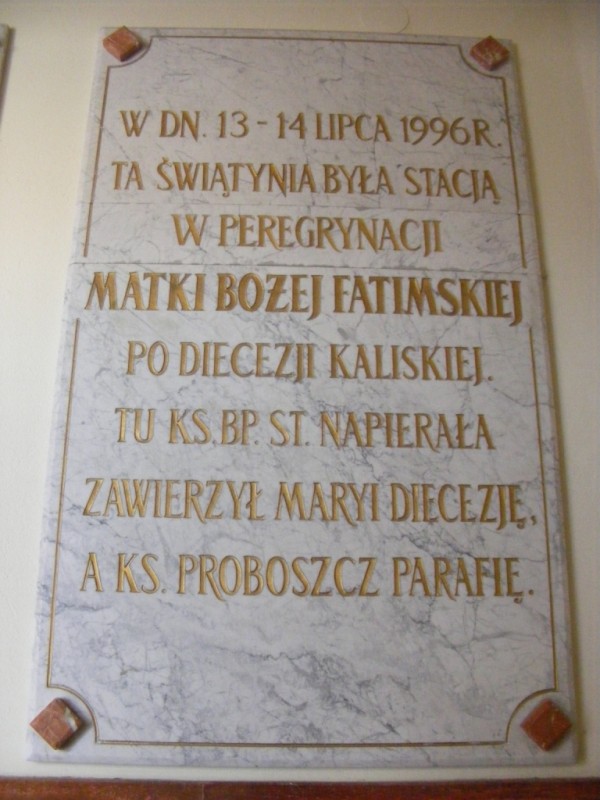 W DN. 13 - 14 LIPCA 1996 R.
TA ŚWIĄTYNIA BYŁA STACJĄ
W PEREGRYNACJI
MATKI BOŻEJ FATIMSKIEJ
PO DIECEZJI KALISKIEJ.
TU KS. BP. ST. NAPIERAŁA
ZAWIERZYŁ MARYI DIECEZJĘ,
A KS. PROBOSZCZ PARAFIĘ.